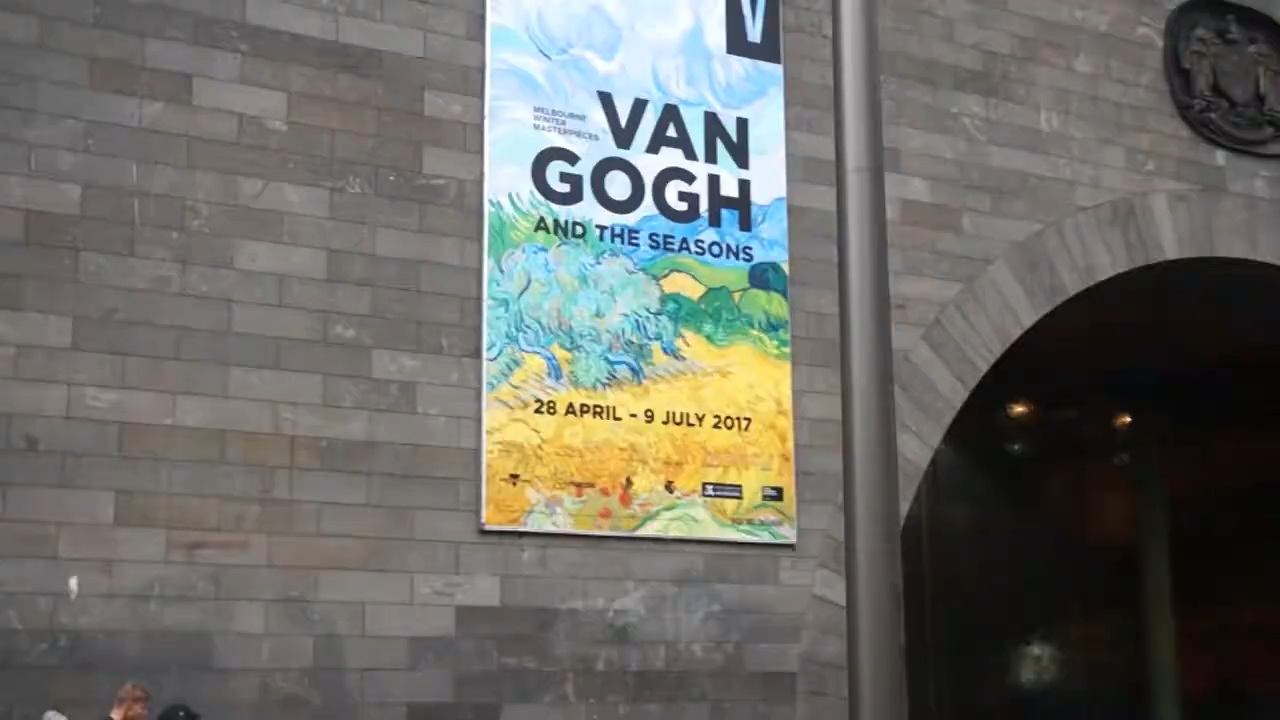 V
MELBOURNE
WINTER
MASTERPIECES
VAN
GOGH
AND THE SEASONS
28 APRIL – 9 JULY 2017